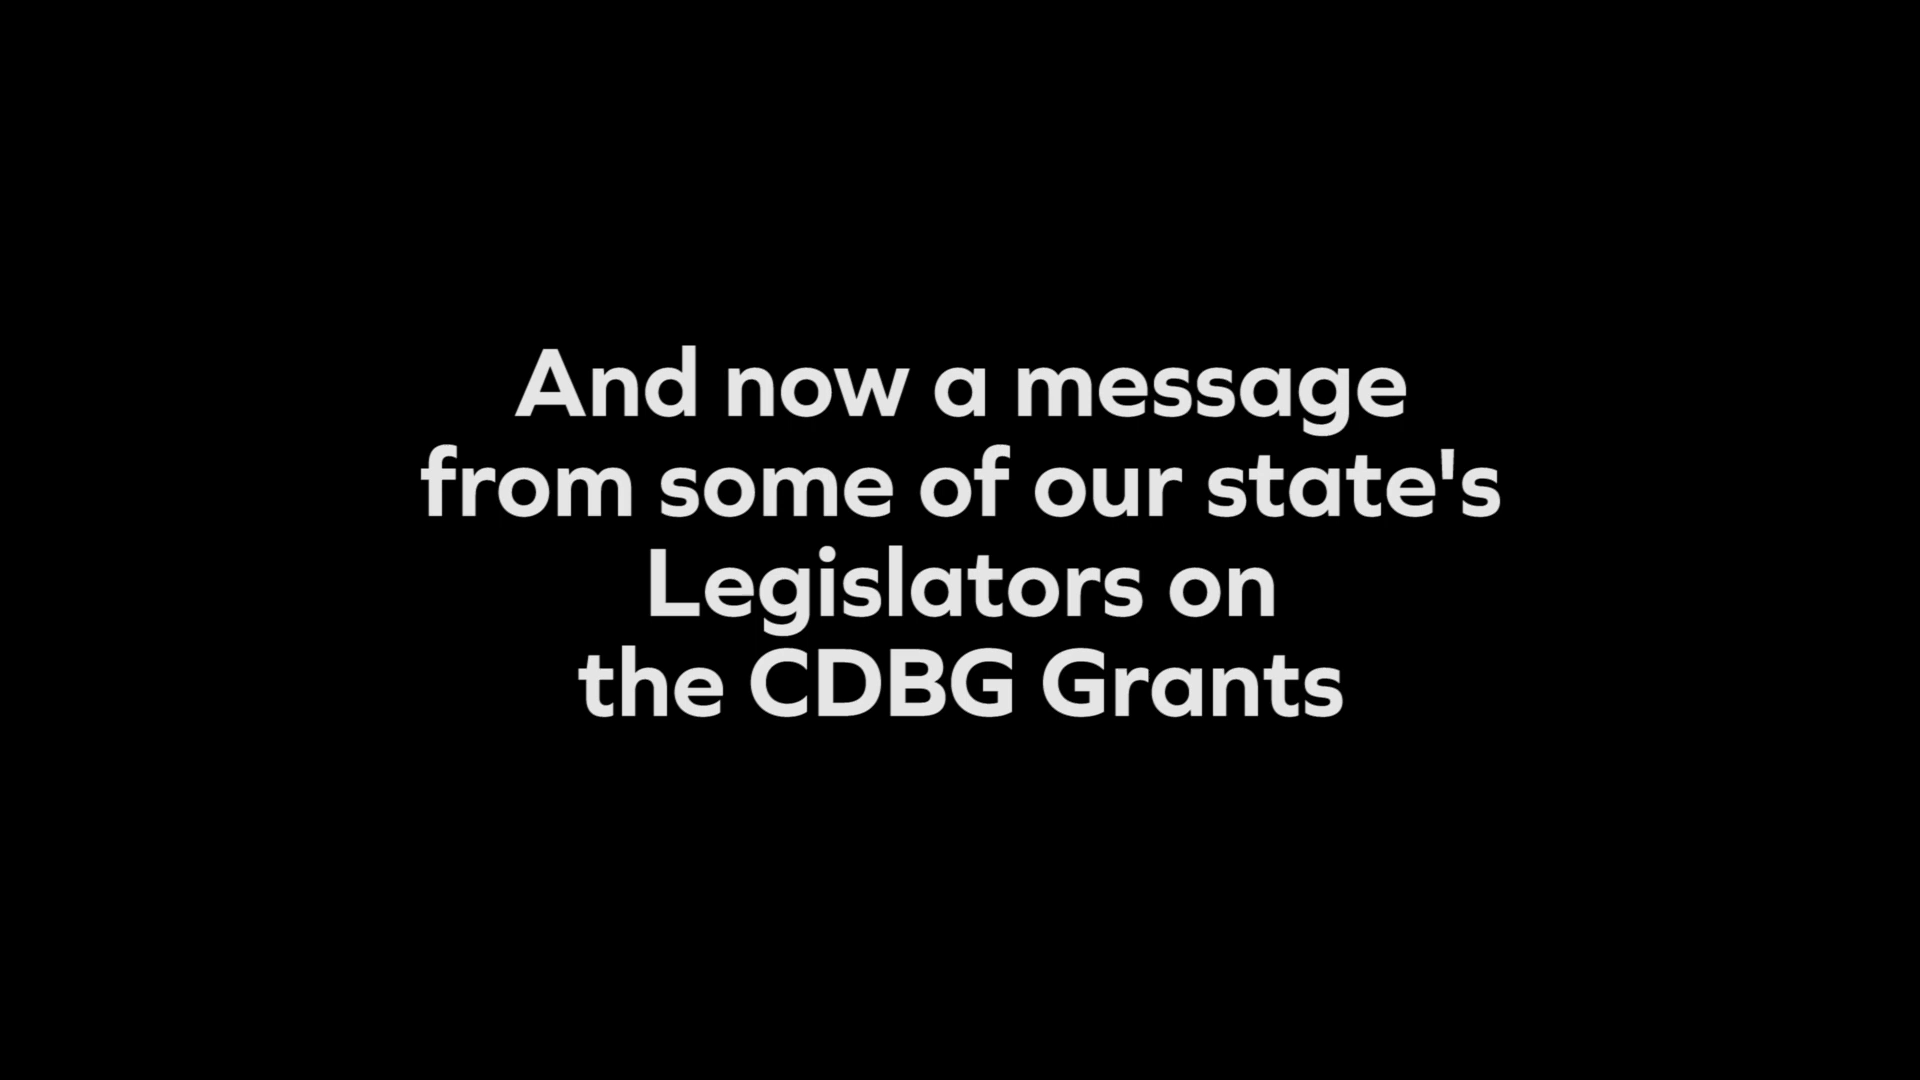 And now a message
from some of our state's
Legislators on
the CDBG Grants